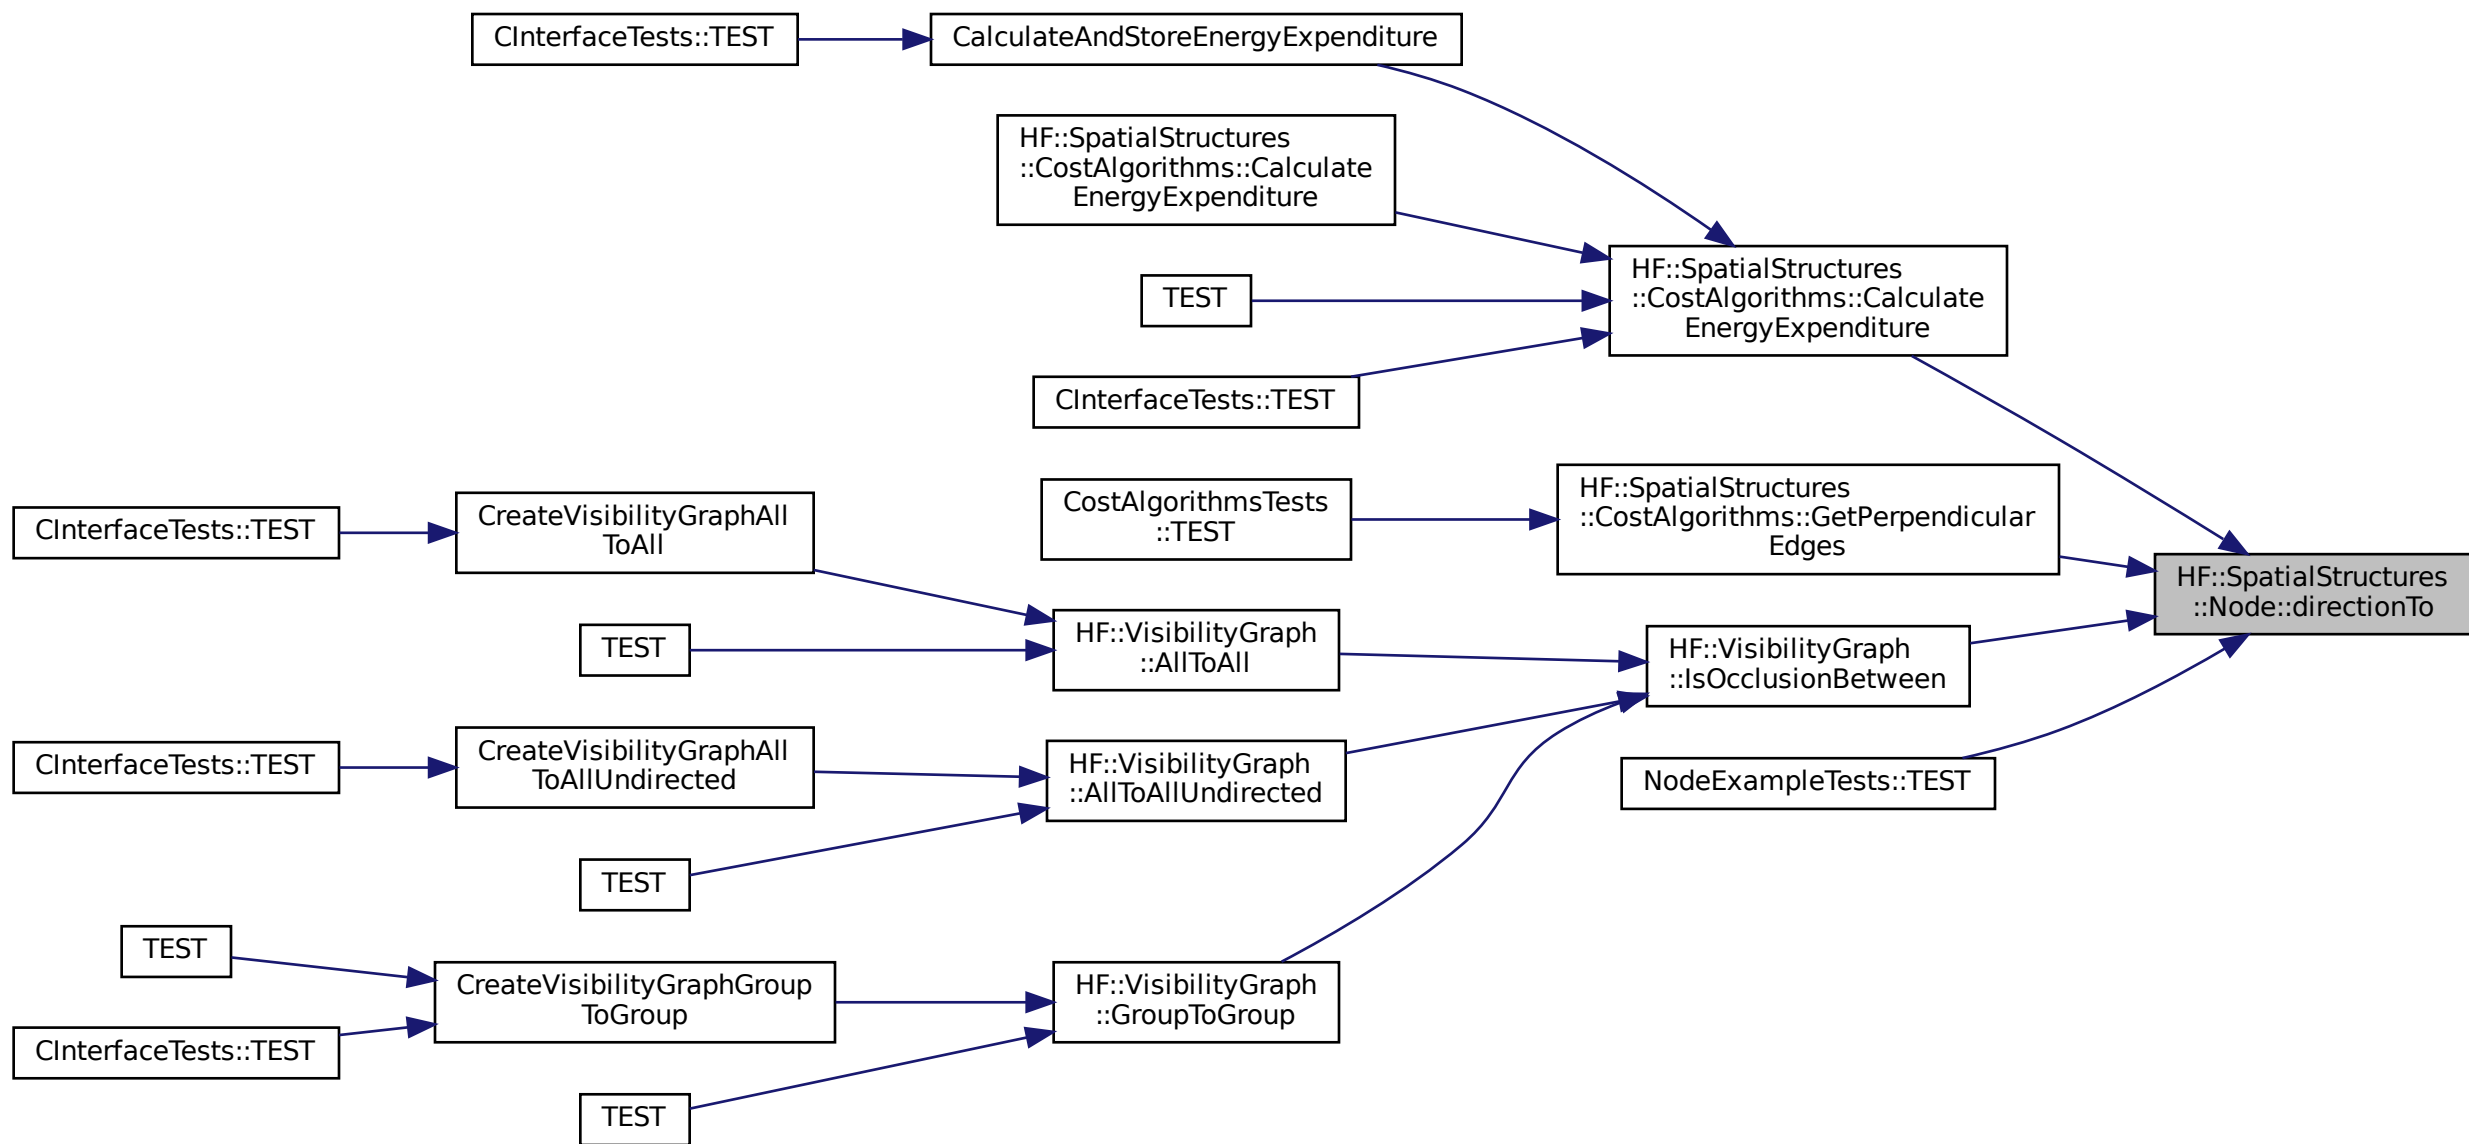 CInterfaceTests::TEST
CalculateAndStoreEnergyExpenditure
HF::SpatialStructures
::CostAlgorithms::Calculate
EnergyExpenditure
TEST
CInterfaceTests::TEST
HF::SpatialStructures
::CostAlgorithms::Calculate
EnergyExpenditure
CostAlgorithmsTests
::TEST
HF::SpatialStructures
::CostAlgorithms::GetPerpendicular
Edges
CInterfaceTests::TEST
CreateVisibilityGraphAll
ToAll
TEST
HF::VisibilityGraph
::AllToAll
HF::VisibilityGraph
::IsOcclusionBetween
HF::SpatialStructures
::Node::directionTo
CInterfaceTests::TEST
CreateVisibilityGraphAll
ToAllUndirected
HF::VisibilityGraph
::AllToAllUndirected
NodeExampleTests::TEST
TEST
TEST
CInterfaceTests::TEST
CreateVisibilityGraphGroup
ToGroup
HF::VisibilityGraph
::GroupToGroup
TEST